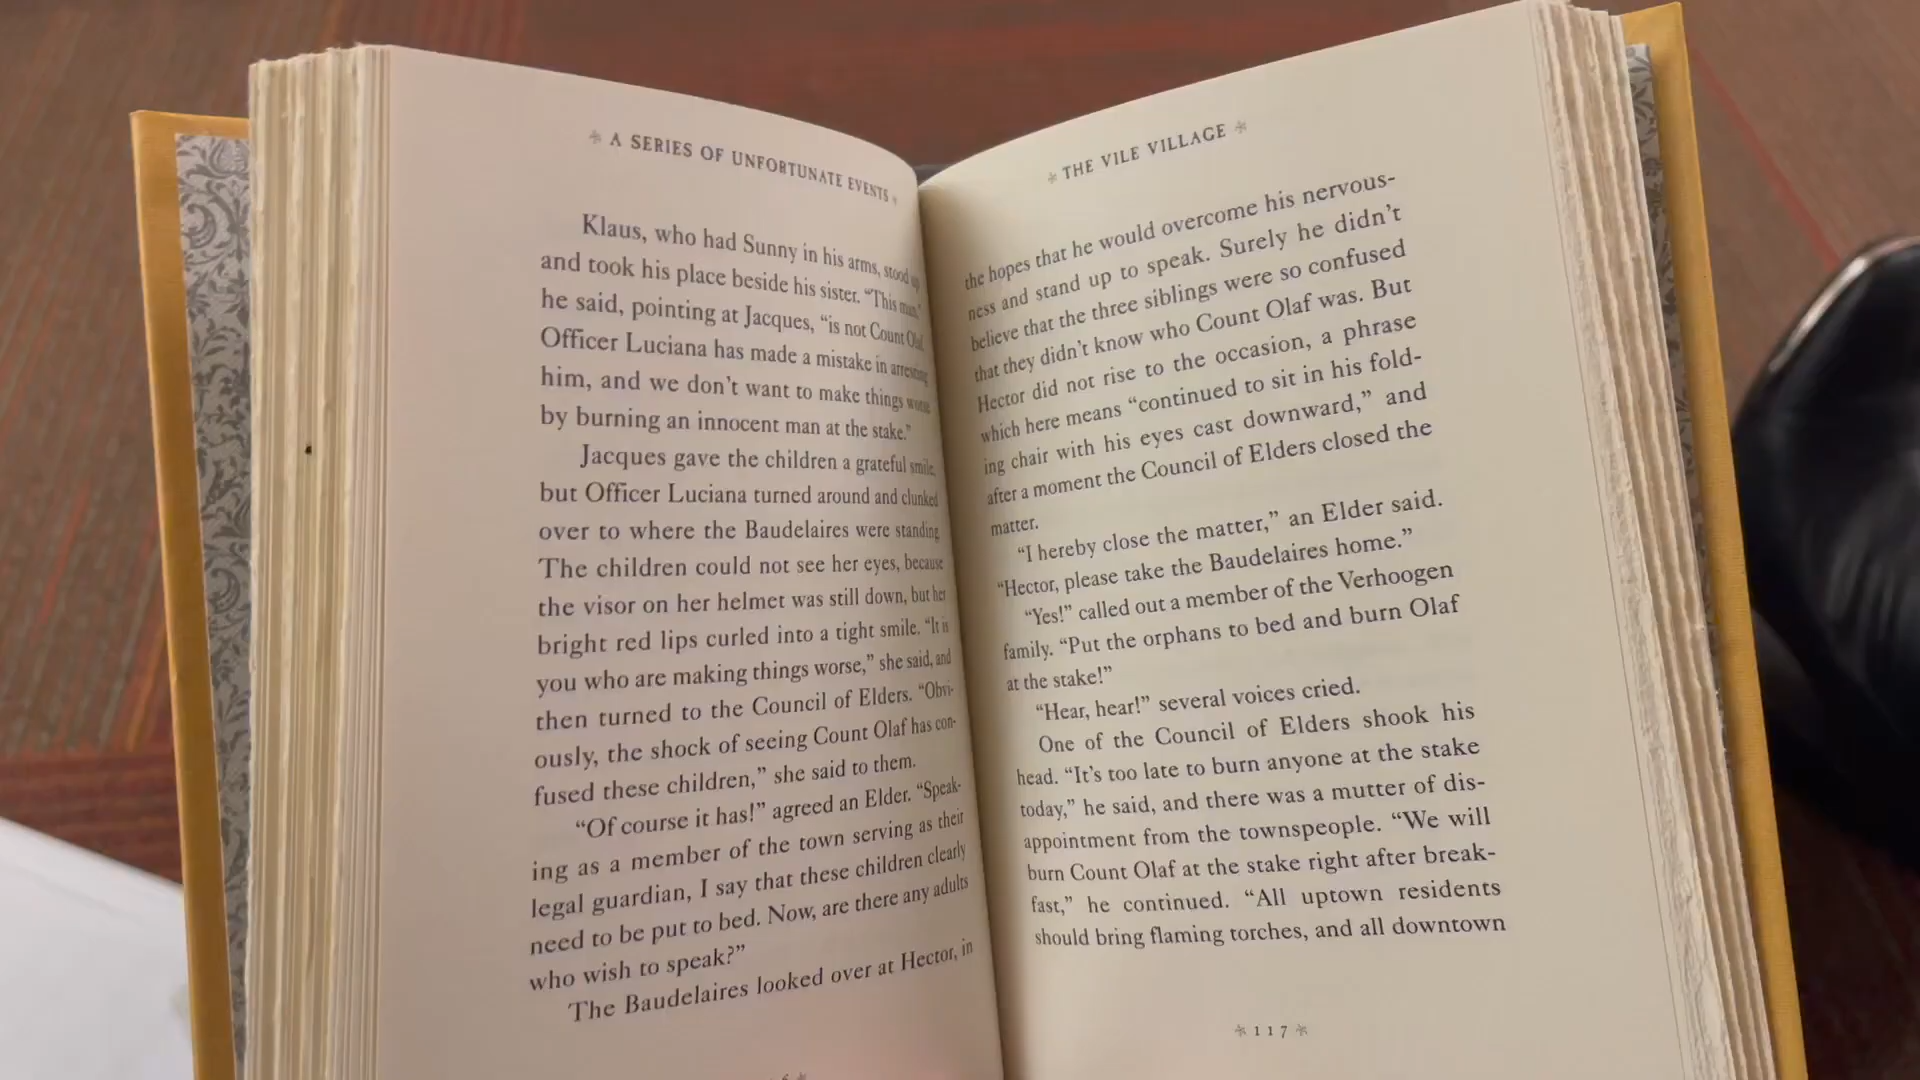 A SERIES OF UNFORTUNATE EVENTS
Klaus, who had Sunny in his arms, stood up
and took his place beside his sister. “This man,”
he said, pointing at Jacques, “is not Count Olaf.
Officer Luciana has made a mistake in arresting
him, and we don’t want to make things worse
by burning an innocent man at the stake.”
Jacques gave the children a grateful smile,
but Officer Luciana turned around and clunked
over to where the Baudelaires were standing.
The children could not see her eyes, because
the visor on her helmet was still down, but her
bright red lips curled into a tight smile. “It is
you who are making things worse,” she said, and
then turned to the Council of Elders. “Obvi-
ously, the shock of seeing Count Olaf has con-
fused these children,” she said to them.
“Of course it has!” agreed an Elder. “Speak-
ing as a member of the town serving as their
legal guardian, I say that these children clearly
need to be put to bed. Now, are there any adults
who wish to speak?”
The Baudelaires looked over at Hector, in
THE VILE VILLAGE
the hopes that he would overcome his nervous-
ness and stand up to speak. Surely he didn’t
believe that the three siblings were so confused
that they didn’t know who Count Olaf was. But
Hector did not rise to the occasion, a phrase
which here means “continued to sit in his fold-
ing chair with his eyes cast downward,” and
after a moment the Council of Elders closed the
matter.
“I hereby close the matter,” an Elder said.
“Hector, please take the Baudelaires home.”
“Yes!” called out a member of the Verhoogen
family. “Put the orphans to bed and burn Olaf
at the stake!”
“Hear, hear!” several voices cried.
One of the Council of Elders shook his
head. “It’s too late to burn anyone at the stake
today,” he said, and there was a mutter of dis-
appointment from the townspeople. “We will
burn Count Olaf at the stake right after break-
fast,” he continued. “All uptown residents
should bring flaming torches, and all downtown
117